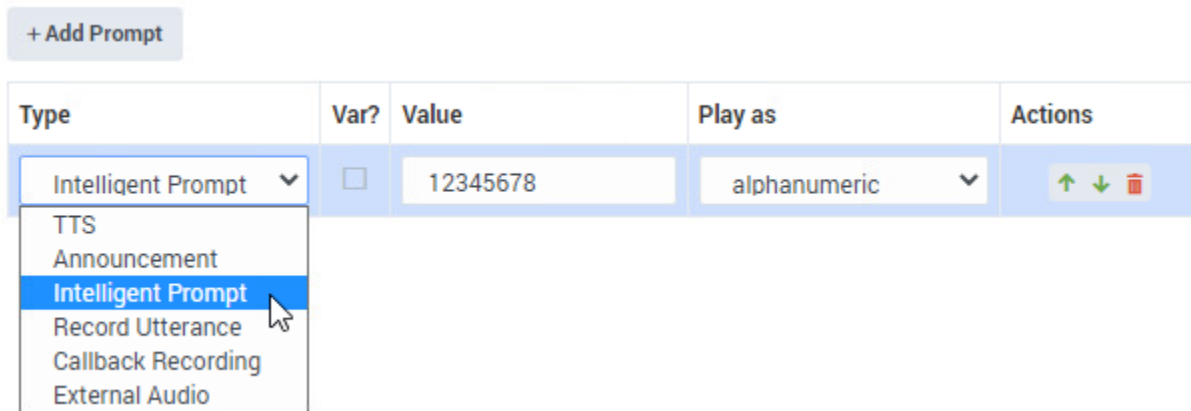 + Add Prompt
Type Var? Value Play as Actions
Intelligent Prompt 12345678 alphanumeric
TTS
Announcement
Intelligent Prompt
Record Utterance
Callback Recording
External Audio